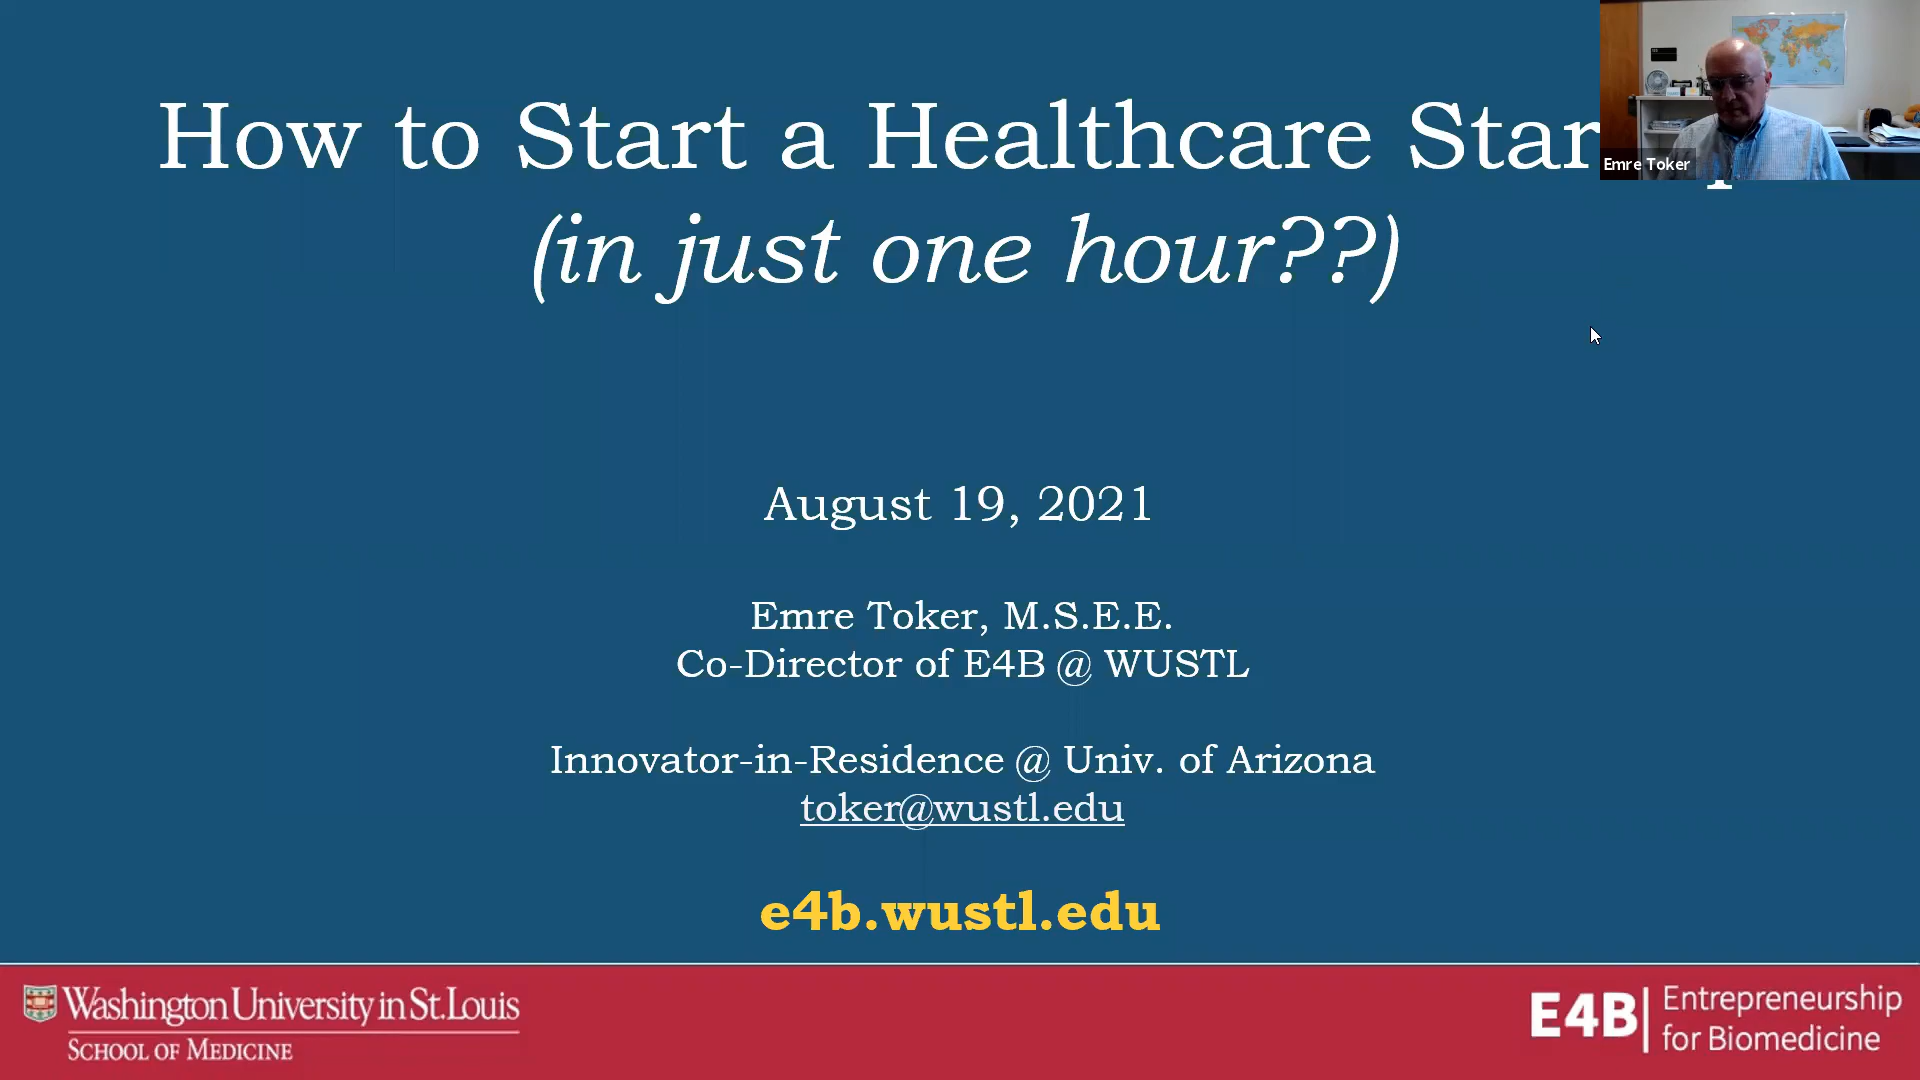 How to Start a Healthcare Star
(in just one hour??)
Emre Toker
August 19, 2021
Emre Toker, M.S.E.E.
Co-Director of E4B @ WUSTL
Innovator-in-Residence @ Univ. of Arizona
toker@wustl.edu
e4b.wustl.edu
Washington University in St. Louis
SCHOOL OF MEDICINE
E4B
Entrepreneurship
for Biomedicine